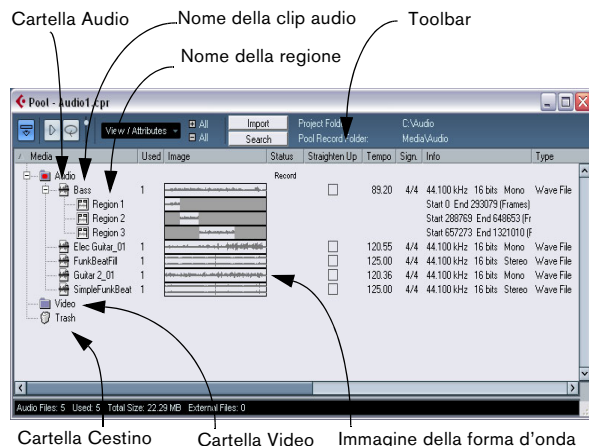 Cartella Audio
Nome della clip audio
Toolbar
Nome della regione
Pool - Audio1.cpr
View / Attributes
All
All
Import
Search
Project Folder:
C:\Audio
Pool Record Folder:
Media\Audio
Media Used Image Status Straighten Up Tempo Sign. Info Type
Audio Record
Bass 1 89.20 4/4 44.100 kHz 16 bits Mono Wave File
Region 1 Start 0 End 293079 (Frames)
Region 2 Start 288769 End 648653 (Fr
Region 3 Start 657273 End 1321010 (F
Elec Guitar_01 1 120.55 4/4 44.100 kHz 16 bits Mono Wave File
FunkBeatFill 1 125.00 4/4 44.100 kHz 16 bits Stereo Wave File
Guitar 2_01 1 120.36 4/4 44.100 kHz 16 bits Mono Wave File
SimpleFunkBeat 1 125.00 4/4 44.100 kHz 16 bits Stereo Wave File
Video
Trash
Audio Files: 5 Used: 5 Total Size: 22.29 MB External Files: 0
Cartella Cestino
Cartella Video
Immagine della forma d'onda